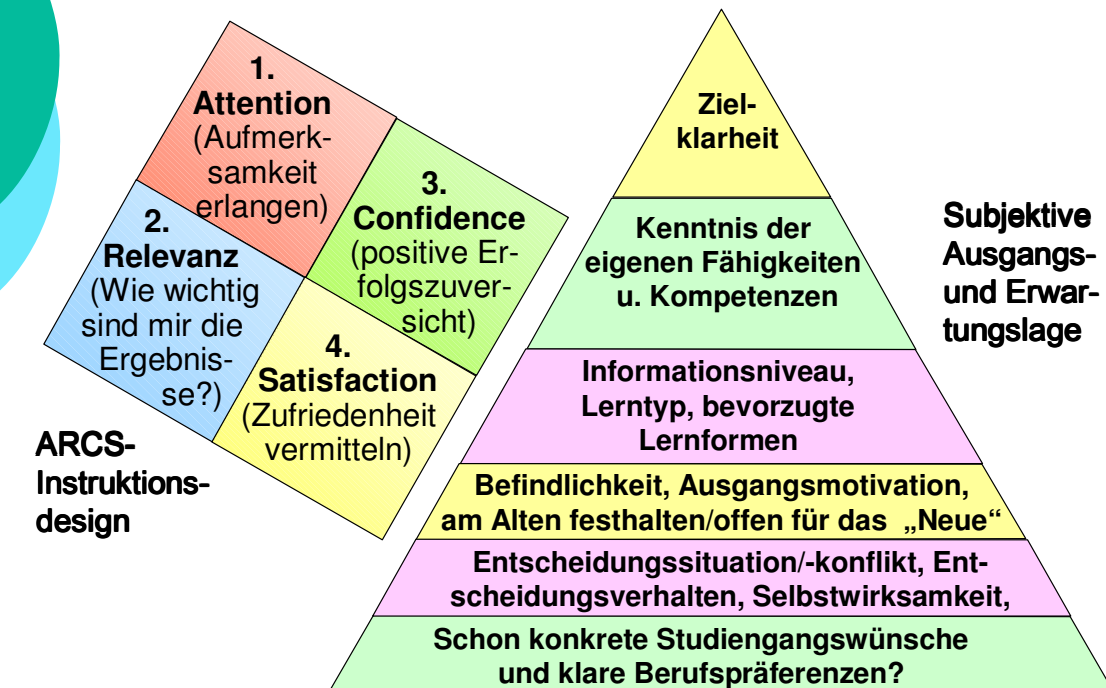 1.
Attention
(Aufmerk-
samkeit
erlangen)
2.
Relevanz
(Wie wichtig
sind mir die
Ergebnis-
se?)
3.
Confidence
(positive Er-
folgszuver-
sicht)
4.
Satisfaction
(Zufriedenheit
vermitteln)
ARCS-
Instruktions-
design
Ziel-
klarheit
Kenntnis der
eigenen Fähigkeiten
u. Kompetenzen
Informationsniveau,
Lerntyp, bevorzugte
Lernformen
Befindlichkeit, Ausgangsmotivation,
am Alten festhalten/offen für das „Neue“
Entscheidungssituation/-konflikt, Ent-
scheidungsverhalten, Selbstwirksamkeit,
Schon konkrete Studiengangswünsche
und klare Berufspräferenzen?
Subjektive
Ausgangs-
und Erwar-
tungslage